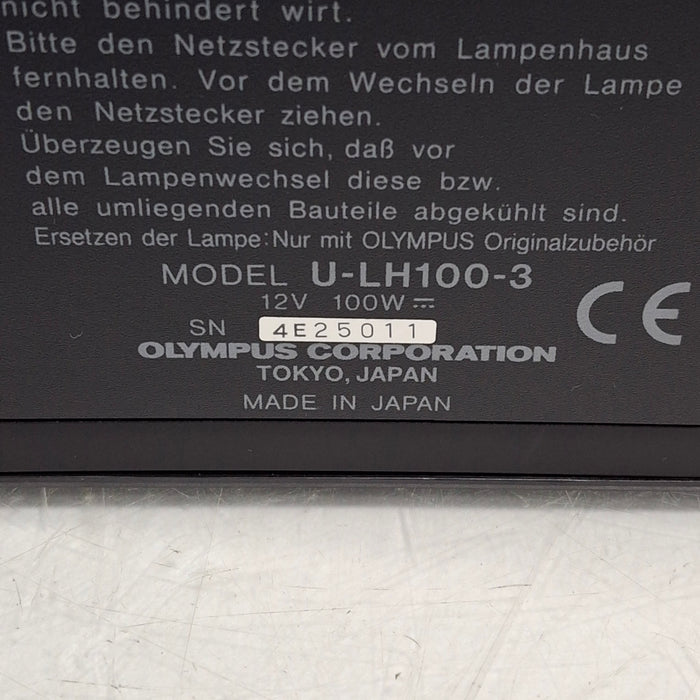 nicht behindert wirt.
Bitte den Netzstecker vom Lampenhaus
fernhalten. Vor dem Wechseln der Lampe
den Netzstecker ziehen.
Überzeugen Sie sich, daß vor
dem Lampenwechsel diese bzw.
alle umliegenden Bauteile abgekühlt sind.
Ersetzen der Lampe:Nur mit OLYMPUS Originalzubehör
MODEL U-LH100-3
12V 100W ⎓
SN 4E25011
CE
OLYMPUS CORPORATION
TOKYO, JAPAN
MADE IN JAPAN